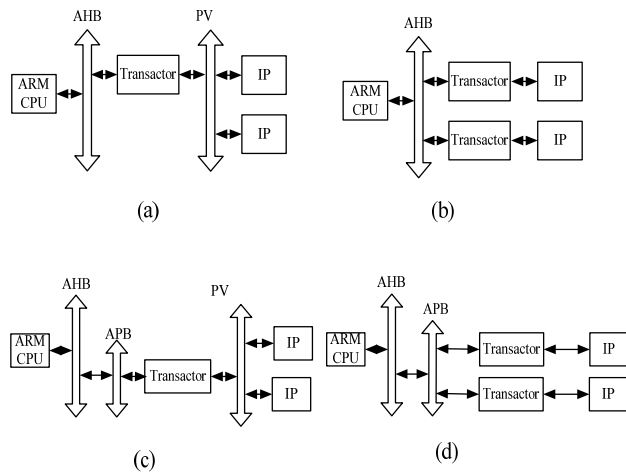 AHB
PV
ARM
CPU
Transactor
IP
IP
(a)
AHB
ARM
CPU
Transactor
IP
Transactor
IP
(b)
AHB
PV
APB
ARM
CPU
IP
Transactor
IP
(c)
AHB
APB
ARM
CPU
Transactor
IP
Transactor
IP
(d)